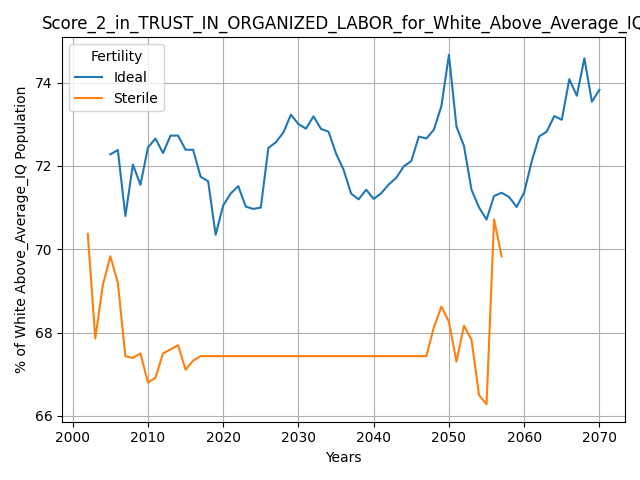 Score_2_in_TRUST_IN_ORGANIZED_LABOR_for_White_Above_Average_IQ
Fertility
Ideal
Sterile
% of White Above_Average_IQ Population
74
72
70
68
66
2000 2010 2020 2030 2040 2050 2060 2070
Years